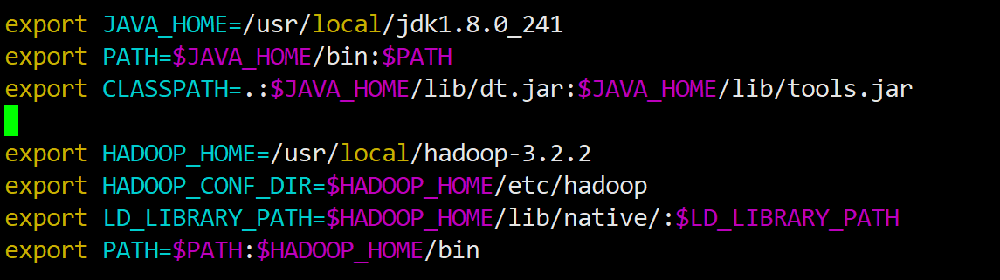 export JAVA_HOME=/usr/local/jdk1.8.0_241
export PATH=$JAVA_HOME/bin:$PATH
export CLASSPATH=.:$JAVA_HOME/lib/dt.jar:$JAVA_HOME/lib/tools.jar
export HADOOP_HOME=/usr/local/hadoop-3.2.2
export HADOOP_CONF_DIR=$HADOOP_HOME/etc/hadoop
export LD_LIBRARY_PATH=$HADOOP_HOME/lib/native/:$LD_LIBRARY_PATH
export PATH=$PATH:$HADOOP_HOME/bin